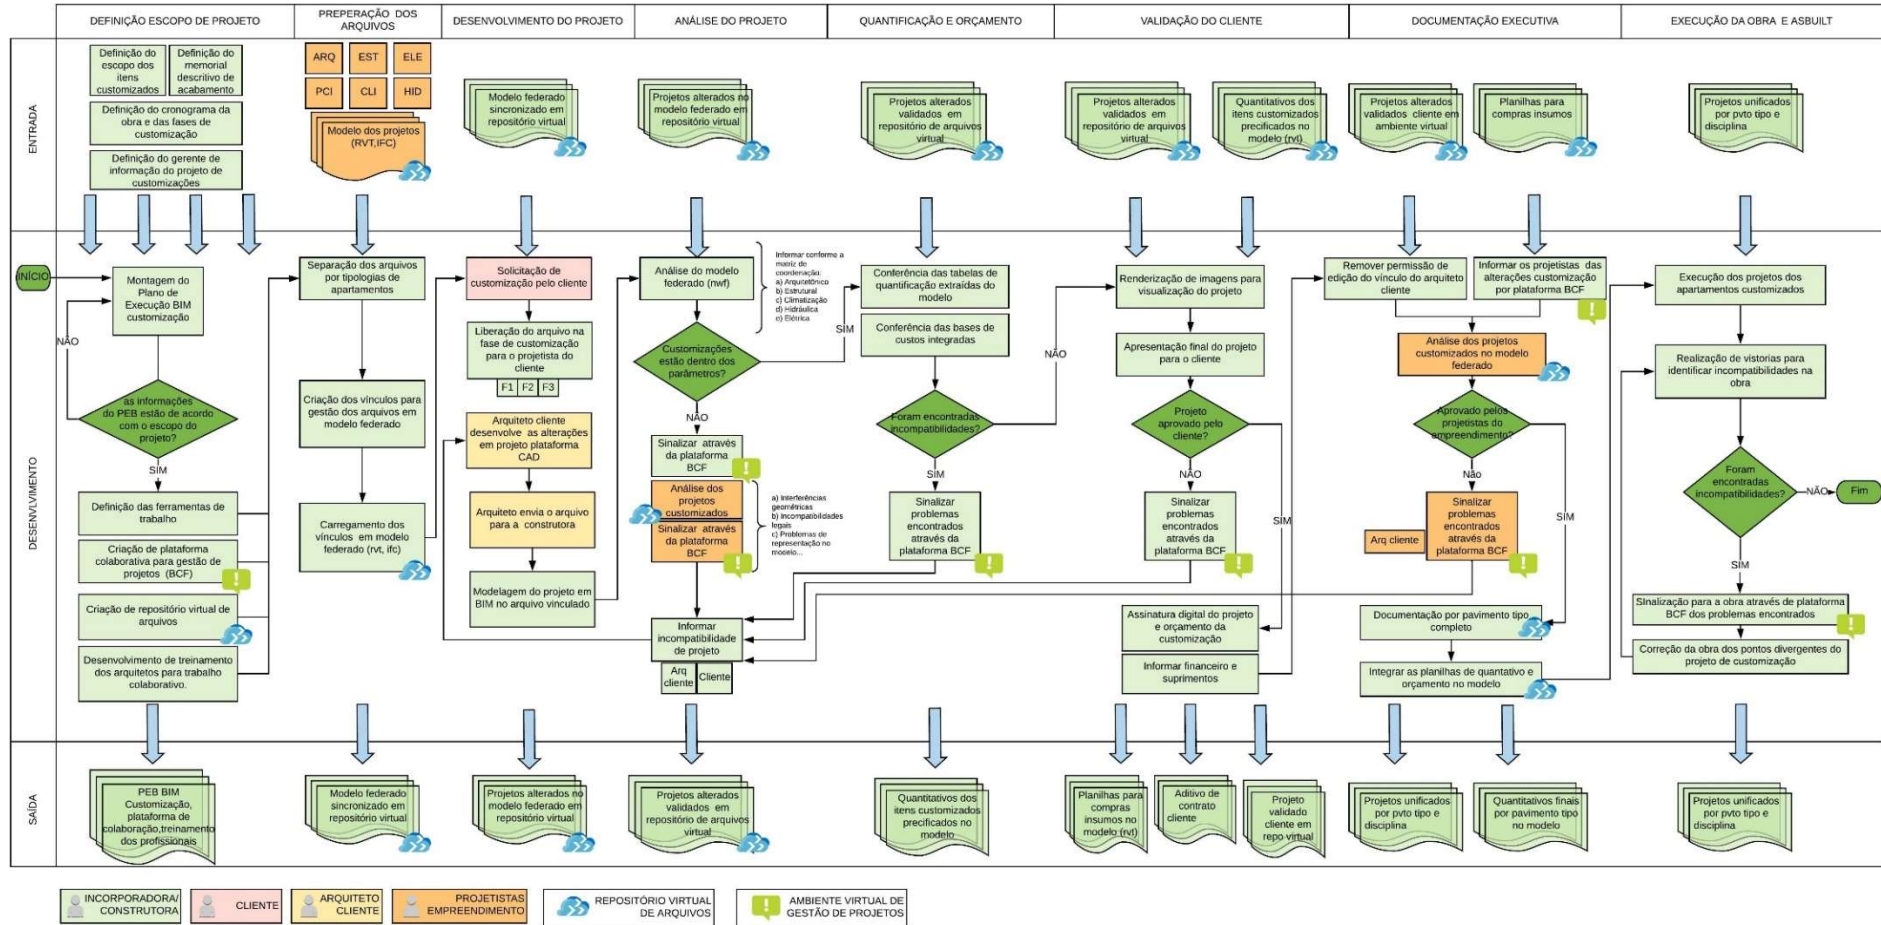 DEFINIÇÃO ESCOPO DE PROJETO
PREPERAÇÃO DOS
ARQUIVOS
DESENVOLVIMENTO DO PROJETO
ANÁLISE DO PROJETO
QUANTIFICAÇÃO E ORÇAMENTO
VALIDAÇÃO DO CLIENTE
DOCUMENTAÇÃO EXECUTIVA
EXECUÇÃO DA OBRA E ASBUILT
ENTRADA
Definição do
escopo dos
itens
customizados
Definição do
memorial
descritivo de
acabamento
Definição do cronograma da
obra e das fases de
customização
Definição do gerente de
informação do projeto de
customizações
ARQ
EST
ELE
PCI
CLI
HID
Modelo dos projetos
(RVT,IFC)
Modelo federado
sincronizado em
repositório virtual
Projetos alterados no
modelo federado em
repositório virtual
Projetos alterados
validados em
repositório de arquivos
virtual
Projetos alterados
validados em
repositório de arquivos
virtual
Quantitativos dos
itens customizados
precificados no
modelo (rvt)
Projetos alterados
validados cliente em
ambiente virtual
Planilhas para
compras insumos
Projetos unificados
por pvto tipo e
disciplina
DESENVLVIMENTO
INÍCIO
Montagem do
Plano de
Execução BIM
customização
NÃO
as informações
do PEB estão de acordo
com o escopo do
projeto?
SIM
Definição das ferramentas de
trabalho
Criação de plataforma
colaborativa para gestão de
projetos (BCF)
Criação de repositório virtual de
arquivos
Desenvolvimento de treinamento
dos arquitetos para trabalho
colaborativo.
Separação dos arquivos
por tipologias de
apartamentos
Criação dos vínculos para
gestão dos arquivos em
modelo federado
Carregamento dos
vínculos em modelo
federado (rvt, ifc)
Solicitação de
customização pelo cliente
Liberação do arquivo na
fase de customização
para o projetista do
cliente
F1
F2
F3
Arquiteto cliente
desenvolve as alterações
em projeto plataforma
CAD
Arquiteto envia o arquivo
para a construtora
Modelagem do projeto em
BIM no arquivo vinculado
Análise do modelo
federado (nwf)
Informar conforme a
matriz de
coordenação:
a) Arquitetônica
b) Estrutural
c) Climatização
d) Hidráulica
e) Elétrica
Customizações
estão dentro dos
parâmetros?
SIM
NÃO
Sinalizar através
da plataforma
BCF
Análise dos
projetos
customizados
Sinalizar através
da plataforma
BCF
a) Interferências
geométricas
b) Incompatibilidades
legais
c) Problemas de
representação no
modelo...
Informar
incompatibilidade
de projeto
Arq
cliente
Cliente
Conferência das tabelas de
quantificação extraídas do
modelo
Conferência das bases de
custos integradas
Foram encontradas
incompatibilidades?
NÃO
SIM
Sinalizar
problemas
encontrados
através da
plataforma BCF
Renderização de imagens para
visualização do projeto
Apresentação final do projeto
para o cliente
Projeto
aprovado pelo
cliente?
NÃO
SIM
Sinalizar
problemas
encontrados
através da
plataforma BCF
Assinatura digital do projeto
e orçamento da
customização
Informar financeiro e
suprimentos
Remover permissão de
edição do vínculo do arquiteto
cliente
Informar os projetistas das
alterações customização
por plataforma BCF
Análise dos projetos
customizados no modelo
federado
Aprovado pelos
projetistas do
ampreendimento?
Não
SIM
Arq cliente
Sinalizar
problemas
encontrados
através da
plataforma BCF
Documentação por pavimento tipo
completo
Integrar as planilhas de quantativo e
orçamento no modelo
Execução dos projetos dos
apartamentos customizados
Realização de vistorias para
identificar incompatibilidades na
obra
Foram
encontradas
incompatibilidades?
NÃO
Fim
SIM
SInalização para a obra através de plataforma
BCF dos problemas encontrados
Correção da obra dos pontos divergentes do
projeto de customização
SAÍDA
PEB BIM
Customização,
plataforma de
colaboração,treinamento
dos profissionais
Modelo federado
sincronizado em
repositório virtual
Projetos alterados no
modelo federado em
repositório virtual
Projetos alterados
validados em
repositório de arquivos
virtual
Quantitativos dos
itens customizados
precificados no
modelo
Planilhas para
compras
insumos no
modelo (rvt)
Aditivo de
contrato
cliente
Projeto
validado
cliente em
repo virtual
Projetos unificados
por pvto tipo e
disciplina
Quantitativos finais
por pavimento tipo
no modelo
Projetos unificados
por pvto tipo e
disciplina
INCORPORADORA/
CONSTRUTORA
CLIENTE
ARQUITETO
CLIENTE
PROJETISTAS
EMPREENDIMENTO
REPOSITÓRIO VIRTUAL
DE ARQUIVOS
AMBIENTE VIRTUAL DE
GESTÃO DE PROJETOS